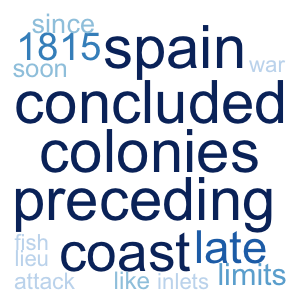 since
1815 spain
soon war
concluded
colonies
preceding
fish coast late
lieu limits
attack like inlets